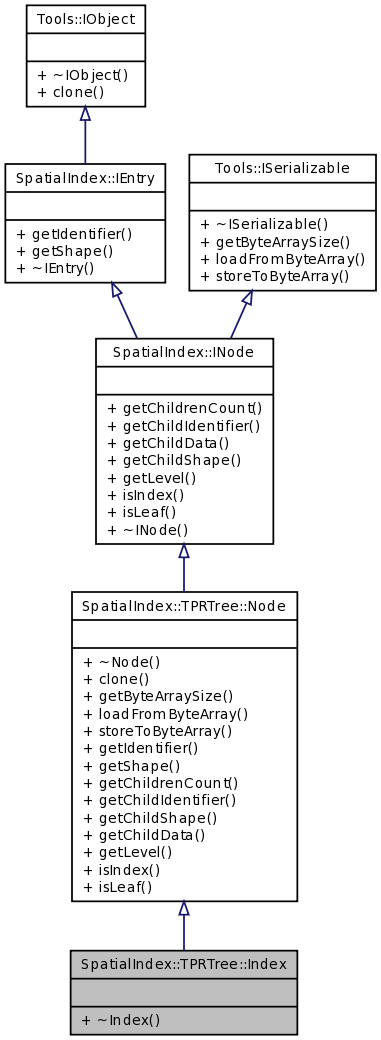 Tools::IObject
+ ~IObject()
+ clone()
SpatialIndex::IEntry
+ getIdentifier()
+ getShape()
+ ~IEntry()
Tools::ISerializable
+ ~ISerializable()
+ getByteArraySize()
+ loadFromByteArray()
+ storeToByteArray()
SpatialIndex::INode
+ getChildrenCount()
+ getChildIdentifier()
+ getChildData()
+ getChildShape()
+ getLevel()
+ isIndex()
+ isLeaf()
+ ~INode()
SpatialIndex::TPRTree::Node
+ ~Node()
+ clone()
+ getByteArraySize()
+ loadFromByteArray()
+ storeToByteArray()
+ getIdentifier()
+ getShape()
+ getChildrenCount()
+ getChildIdentifier()
+ getChildShape()
+ getChildData()
+ getLevel()
+ isIndex()
+ isLeaf()
SpatialIndex::TPRTree::Index
+ ~Index()